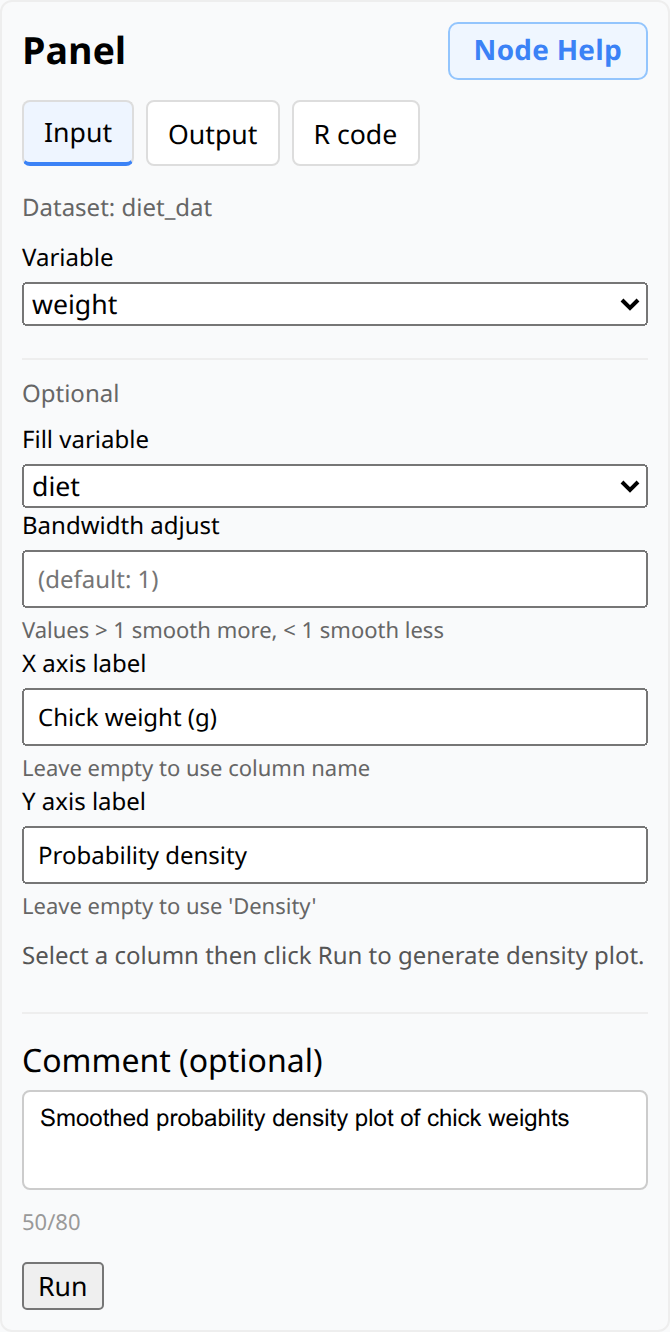 Panel
Node Help
Input
Output
R code
Dataset: diet_dat
Variable
weight
Optional
Fill variable
diet
Bandwidth adjust
(default: 1)
Values > 1 smooth more, < 1 smooth less
X axis label
Chick weight (g)
Leave empty to use column name
Y axis label
Probability density
Leave empty to use 'Density'
Select a column then click Run to generate density plot.
Comment (optional)
Smoothed probability density plot of chick weights
50/80
Run